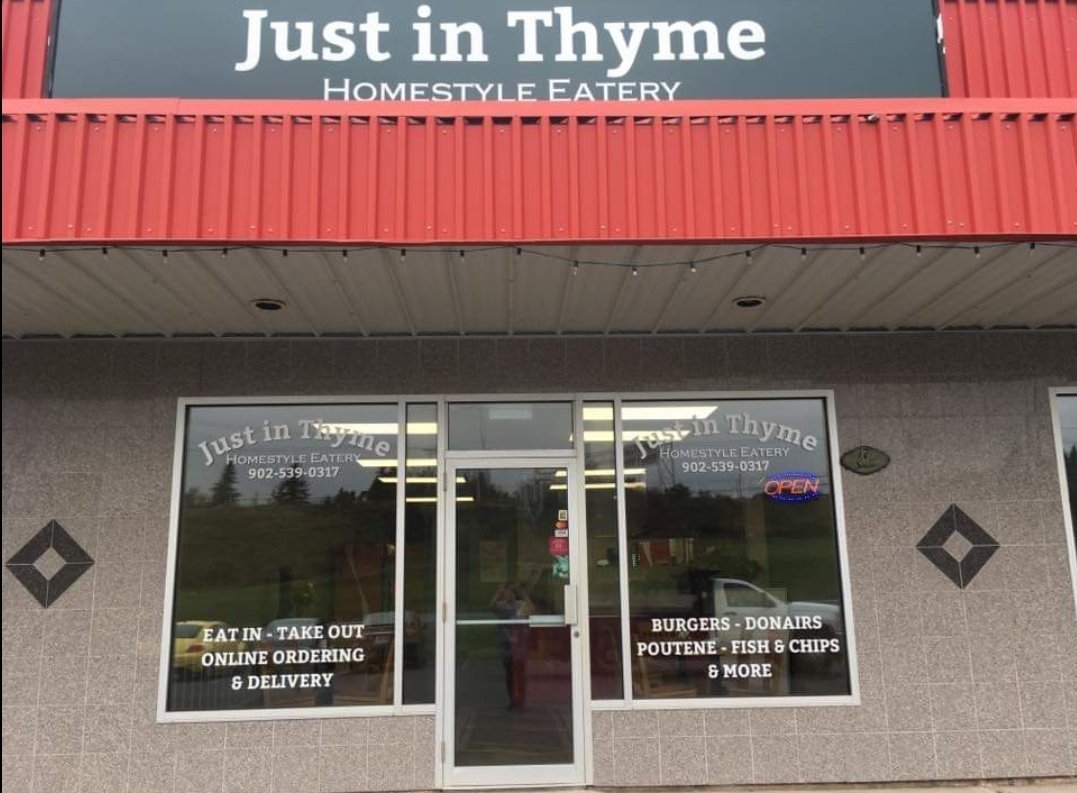 Just in Thyme
HOMESTYLE EATERY
Just in Thyme
HOMESTYLE EATERY
902-539-0317
EAT IN - TAKE OUT
ONLINE ORDERING
& DELIVERY
Just in Thyme
HOMESTYLE EATERY
902-539-0317
OPEN
BURGERS - DONAIRS
POUTENE - FISH & CHIPS
& MORE